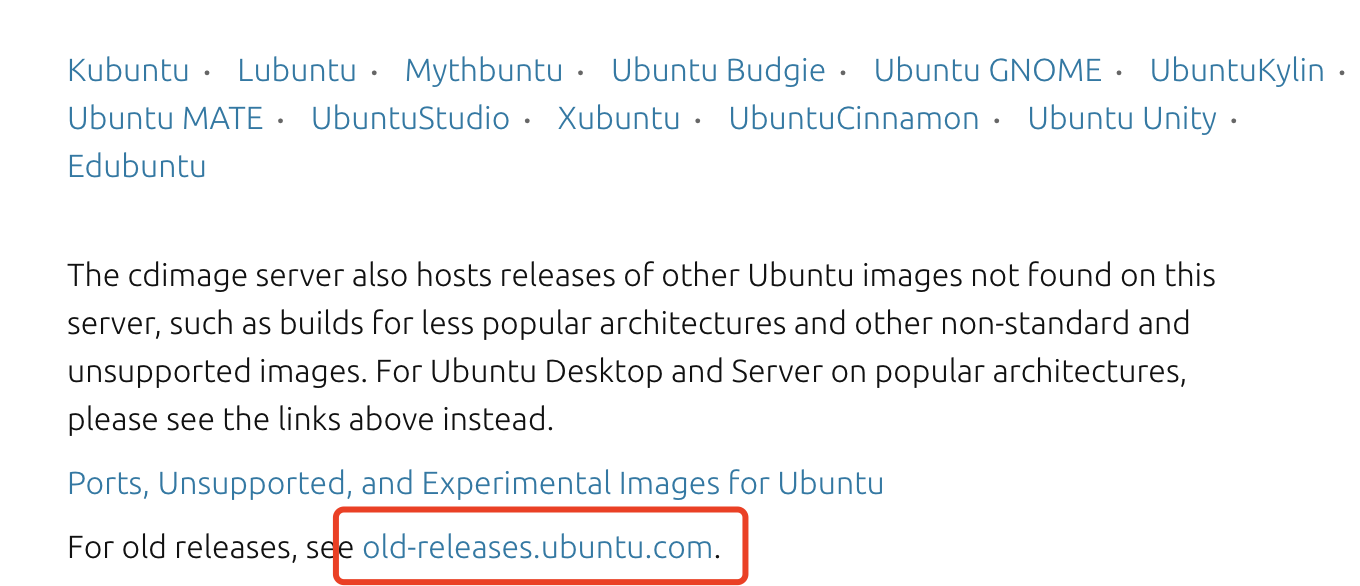 Kubuntu · Lubuntu · Mythbuntu · Ubuntu Budgie · Ubuntu GNOME · UbuntuKylin ·
Ubuntu MATE · UbuntuStudio · Xubuntu · UbuntuCinnamon · Ubuntu Unity ·
Edubuntu
The cdimage server also hosts releases of other Ubuntu images not found on this
server, such as builds for less popular architectures and other non-standard and
unsupported images. For Ubuntu Desktop and Server on popular architectures,
please see the links above instead.
Ports, Unsupported, and Experimental Images for Ubuntu
For old releases, see old-releases.ubuntu.com.